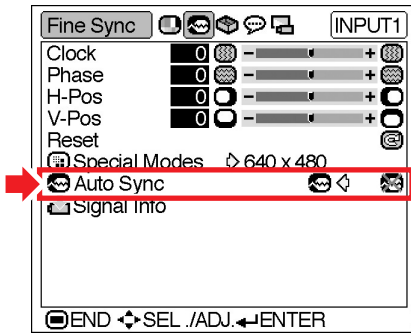 Fine Sync INPUT1
Clock 0 - +
Phase 0 - +
H-Pos 0 - +
V-Pos 0 - +
Reset
Special Modes 640 x 480
Auto Sync
Signal Info
END SEL./ADJ. ENTER